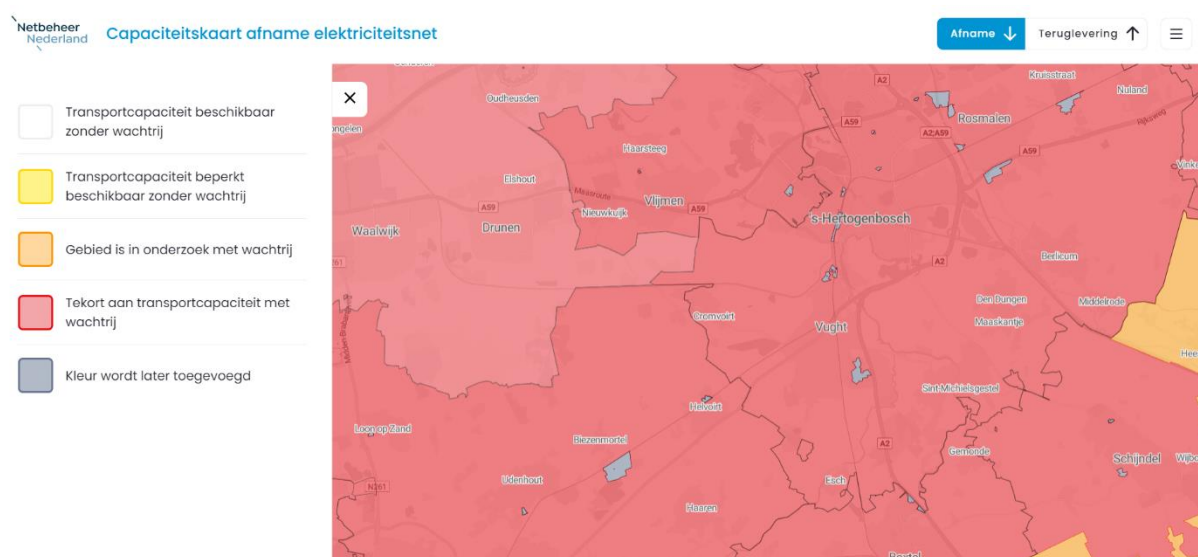 Netbeheer
Nederland
Capaciteitskaart afname elektriciteitsnet
Afname
Teruglevering
Transportcapaciteit beschikbaar
zonder wachtrij
Transportcapaciteit beperkt
beschikbaar zonder wachtrij
Gebied is in onderzoek met wachtrij
Tekort aan transportcapaciteit met
wachtrij
Kleur wordt later toegevoegd
Oudheusden
A2
Kruisstraat
Nuland
A59
Rosmalen
A2;A59
Rijksweg
Haarsteeg
A59
Elshout
Maasroute
Vlijmen
A59
Nieuwkuijk
A59
Waalwijk
Drunen
's-Hertogenbosch
A2
Berlicum
Den Dungen
Middelrode
Maaskantje
Cromvoirt
Vught
Sint-Michielsgestel
Helvoirt
Loon op Zand
Biezenmortel
A2
Gemonde
Schijndel
N261
Udenhout
Esch
Haaren